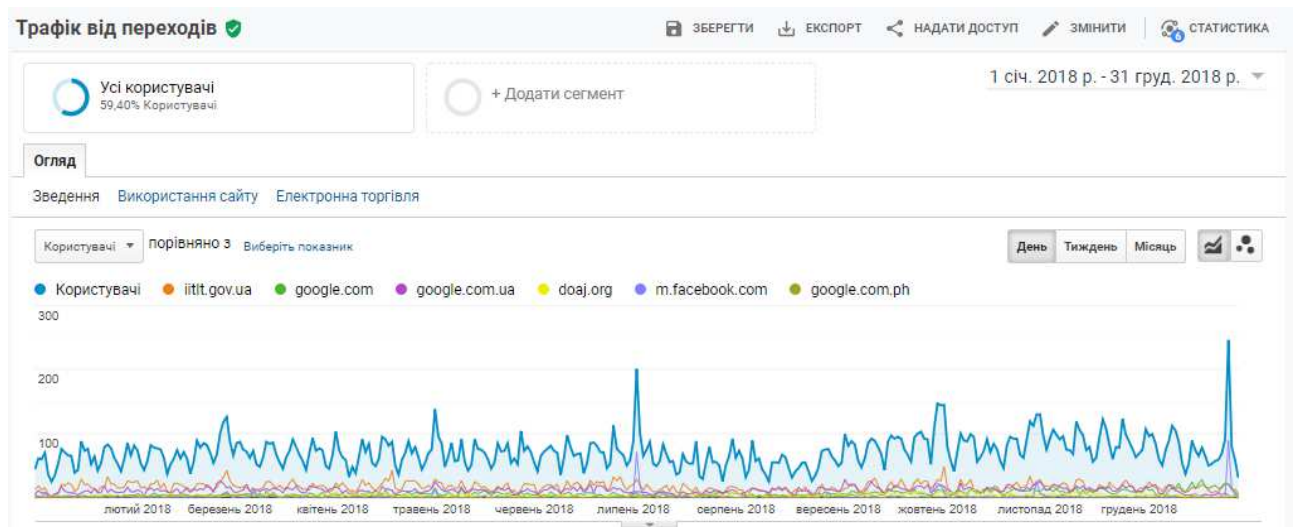 Трафік від переходів
ЗБЕРЕГТИ ЕКСПОРТ НАДАТИ ДОСТУП ЗМІНИТИ 6 СТАТИСТИКА
Усі користувачі
59,40% Користувачі
+ Додати сегмент
1 січ. 2018 р. - 31 груд. 2018 р.
Огляд
Зведення Використання сайту Електронна торгівля
Користувачі порівняно з Виберіть показник
День Тиждень Місяць
Користувачі iitlt.gov.ua google.com google.com.ua doaj.org m.facebook.com google.com.ph
300
200
100
лютий 2018 березень 2018 квітень 2018 травень 2018 червень 2018 липень 2018 серпень 2018 вересень 2018 жовтень 2018 листопад 2018 грудень 2018